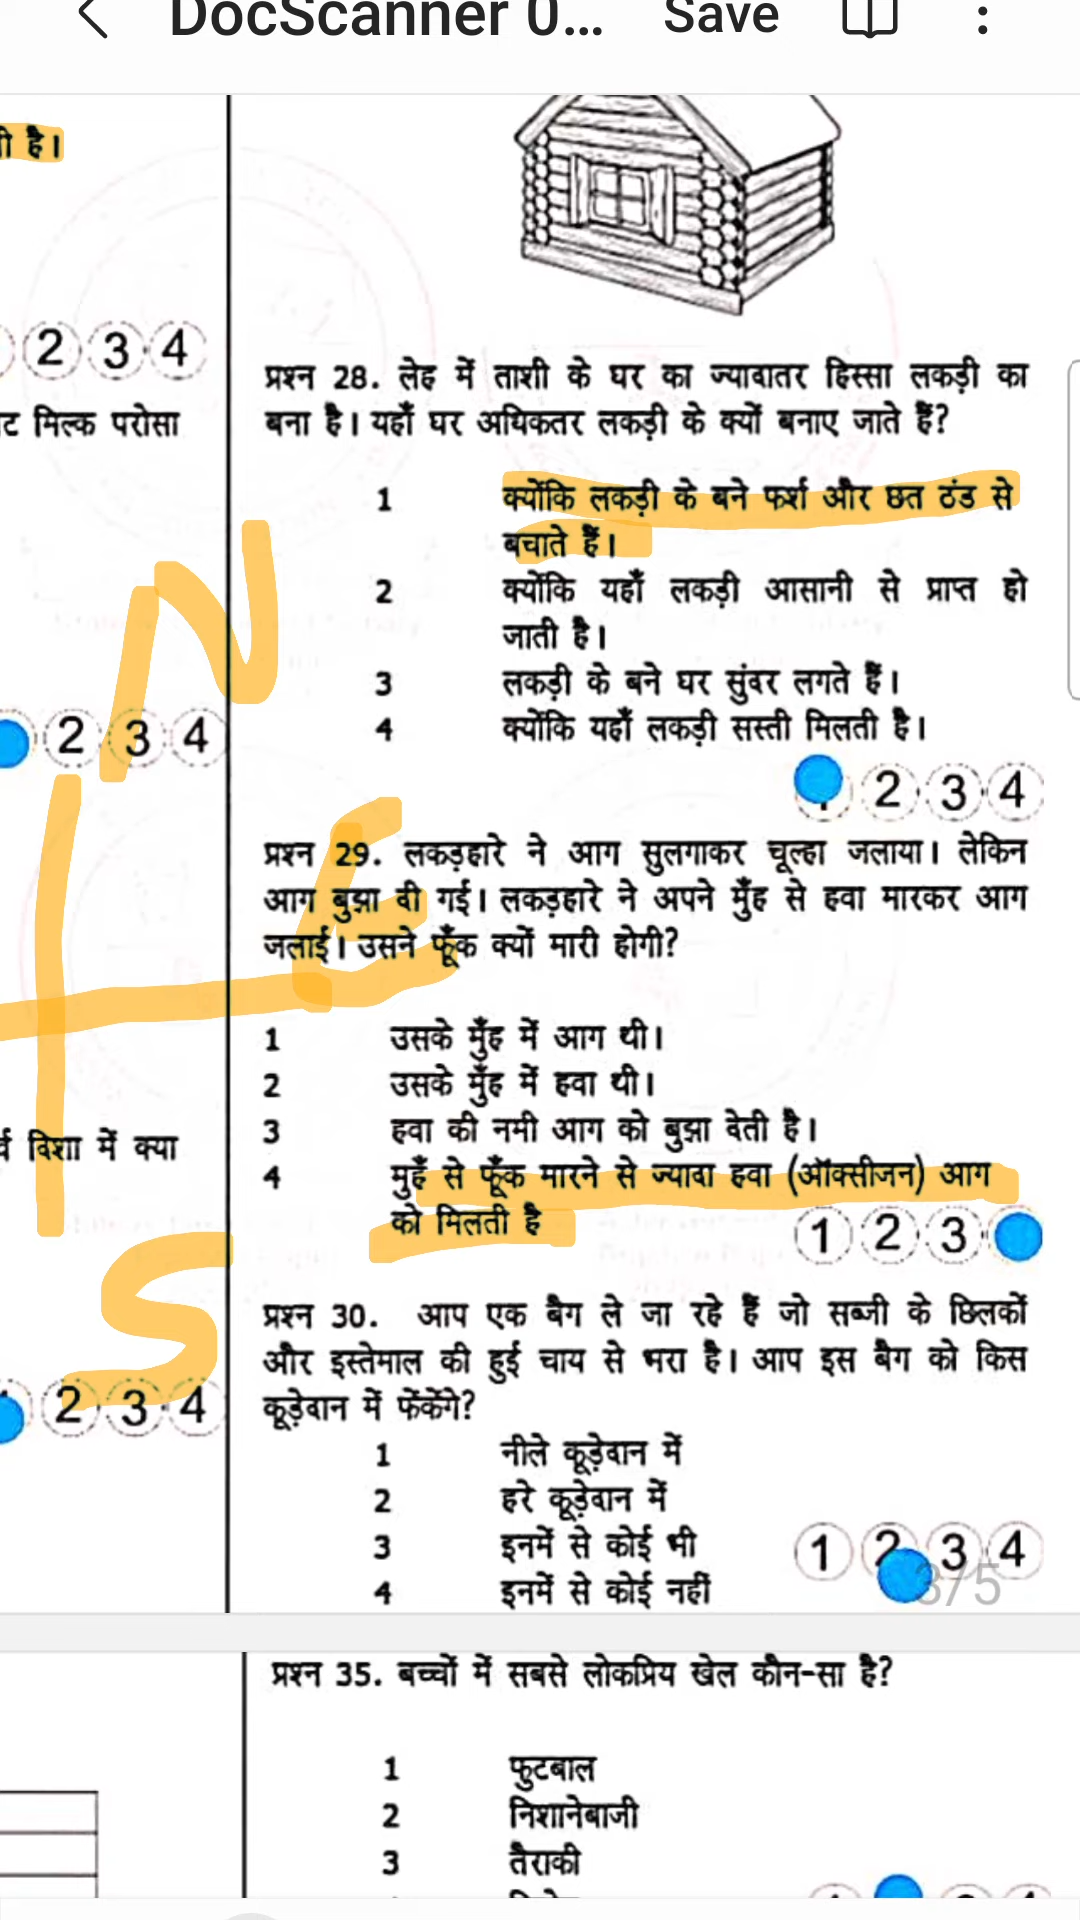 DocScanner 0... Save
ी है।
2 3 4
ट मिल्क परोसा
2 3 4
र्व दिशा में क्या
2 3 4
N
E
S
प्रश्न 28. लेह में ताशी के घर का ज्यादातर हिस्सा लकड़ी का
बना है। यहाँ घर अधिकतर लकड़ी के क्यों बनाए जाते हैं?
1 क्योंकि लकड़ी के बने फर्श और छत ठंड से
बचाते हैं।
2 क्योंकि यहाँ लकड़ी आसानी से प्राप्त हो
जाती है।
3 लकड़ी के बने घर सुंदर लगते हैं।
4 क्योंकि यहाँ लकड़ी सस्ती मिलती है।
2 3 4
प्रश्न 29. लकड़हारे ने आग सुलगाकर चूल्हा जलाया। लेकिन
आग बुझा दी गई। लकड़हारे ने अपने मुँह से हवा मारकर आग
जलाई। उसने फूँक क्यों मारी होगी?
1 उसके मुँह में आग थी।
2 उसके मुँह में हवा थी।
3 हवा की नमी आग को बुझा देती है।
4 मुहँ से फूँक मारने से ज्यादा हवा (ऑक्सीजन) आग
को मिलती है
1 2 3
प्रश्न 30. आप एक बैग ले जा रहे हैं जो सब्जी के छिलकों
और इस्तेमाल की हुई चाय से भरा है। आप इस बैग को किस
कूड़ेदान में फेंकेंगे?
1 नीले कूड़ेदान में
2 हरे कूड़ेदान में
3 इनमें से कोई भी
4 इनमें से कोई नहीं
1 2 3 4
3/5
प्रश्न 35. बच्चों में सबसे लोकप्रिय खेल कौन-सा है?
1 फुटबाल
2 निशानेबाजी
3 तैराकी